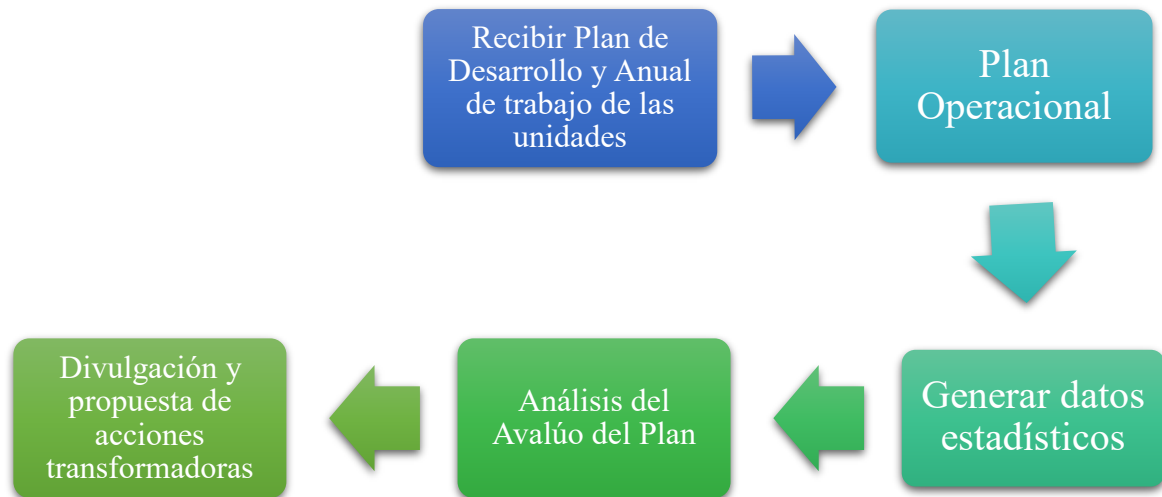 Recibir Plan de
Desarrollo y Anual
de trabajo de las
unidades
Plan
Operacional
Generar datos
estadísticos
Análisis del
Avalúo del Plan
Divulgación y
propuesta de
acciones
transformadoras